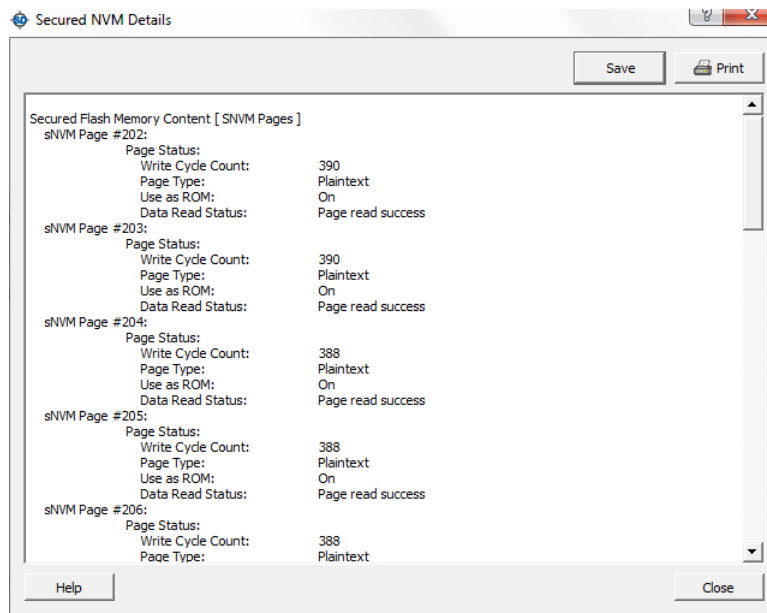 Secured NVM Details
Save Print
Secured Flash Memory Content [ SNVM Pages ]
sNVM Page #202:
Page Status:
Write Cycle Count: 390
Page Type: Plaintext
Use as ROM: On
Data Read Status: Page read success
sNVM Page #203:
Page Status:
Write Cycle Count: 390
Page Type: Plaintext
Use as ROM: On
Data Read Status: Page read success
sNVM Page #204:
Page Status:
Write Cycle Count: 388
Page Type: Plaintext
Use as ROM: On
Data Read Status: Page read success
sNVM Page #205:
Page Status:
Write Cycle Count: 388
Page Type: Plaintext
Use as ROM: On
Data Read Status: Page read success
sNVM Page #206:
Page Status:
Write Cycle Count: 388
Page Type: Plaintext
Help Close